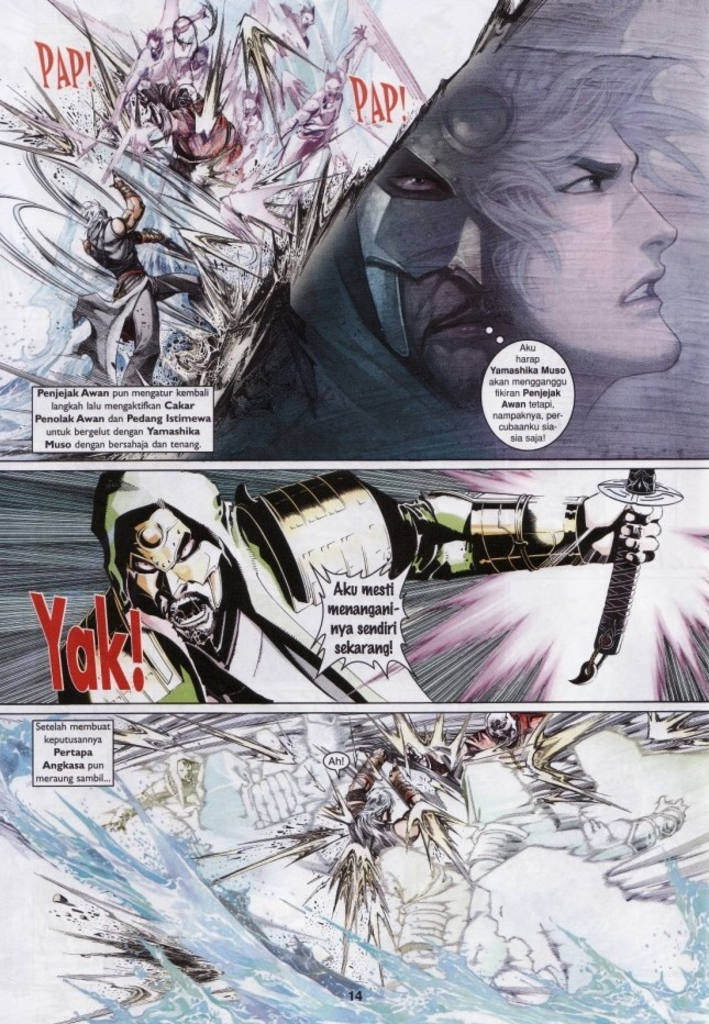 PAP!
PAP!
Aku
harap
Yamashika Muso
akan mengganggu
fikiran Penjejak
Awan tetapi,
nampaknya, per-
cubaanku sia-
sia saja!
Penjejak Awan pun mengatur kembali
langkah lalu mengaktifkan Cakar
Penolak Awan dan Pedang Istimewa
untuk bergelut dengan Yamashika
Muso dengan bersahaja dan tenang.
Yak!
Aku mesti
menangani-
nya sendiri
sekarang!
Setelah membuat
keputusannya
Pertapa
Angkasa pun
meraung sambil...
Ah!
14